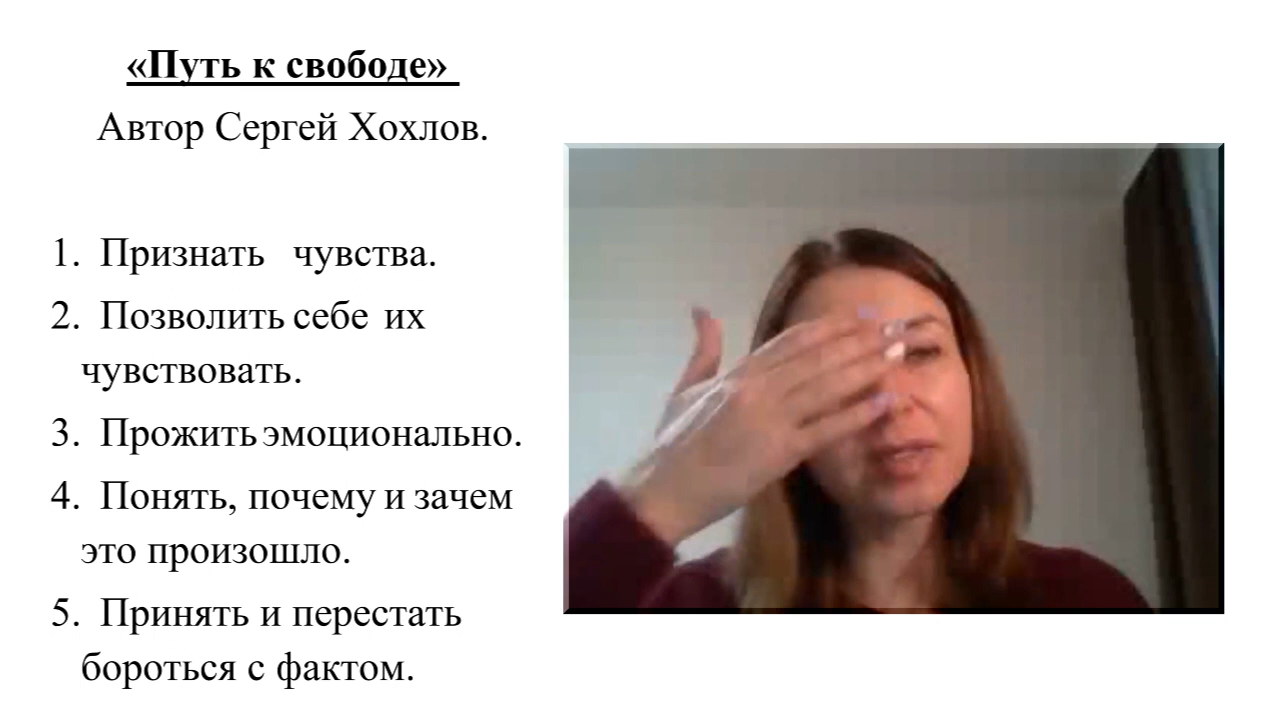 «Путь к свободе»
Автор Сергей Хохлов.
1. Признать чувства.
2. Позволить себе их
чувствовать.
3. Прожить эмоционально.
4. Понять, почему и зачем
это произошло.
5. Принять и перестать
бороться с фактом.